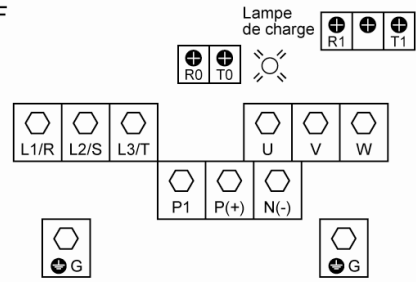 F
Lampe
de charge
R1 T1
R0 T0
L1/R L2/S L3/T U V W
P1 P(+) N(-)
G G